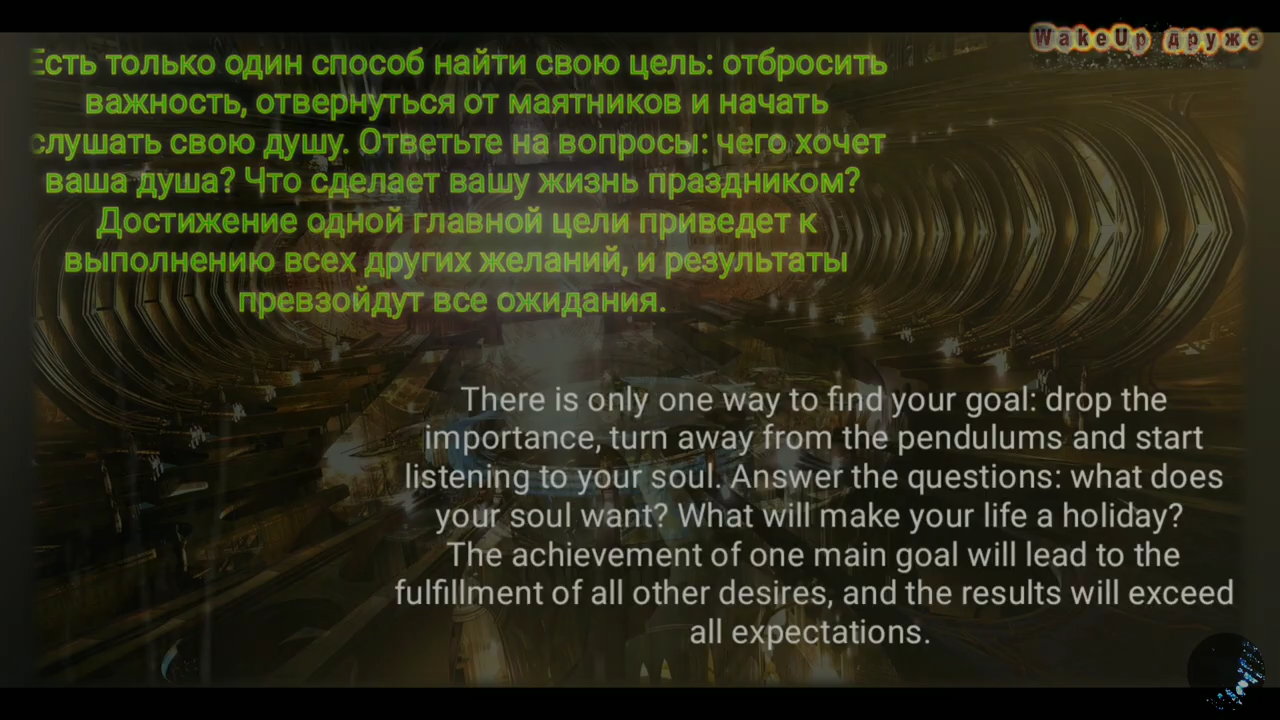 WakeUp друже
Есть только один способ найти свою цель: отбросить
важность, отвернуться от маятников и начать
слушать свою душу. Ответьте на вопросы: чего хочет
ваша душа? Что сделает вашу жизнь праздником?
Достижение одной главной цели приведет к
выполнению всех других желаний, и результаты
превзойдут все ожидания.
There is only one way to find your goal: drop the
importance, turn away from the pendulums and start
listening to your soul. Answer the questions: what does
your soul want? What will make your life a holiday?
The achievement of one main goal will lead to the
fulfillment of all other desires, and the results will exceed
all expectations.